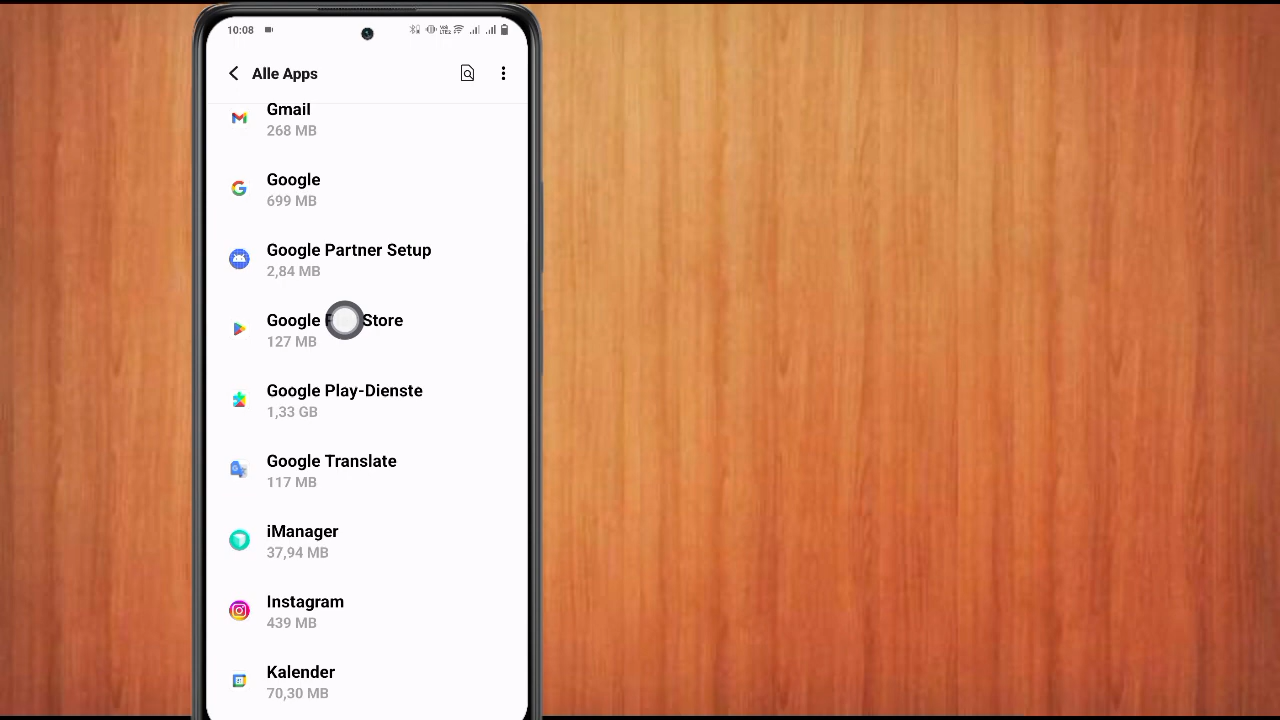 10:08
Alle Apps
Gmail
268 MB
Google
699 MB
Google Partner Setup
2,84 MB
Google Store
127 MB
Google Play-Dienste
1,33 GB
Google Translate
117 MB
iManager
37,94 MB
Instagram
439 MB
Kalender
70,30 MB